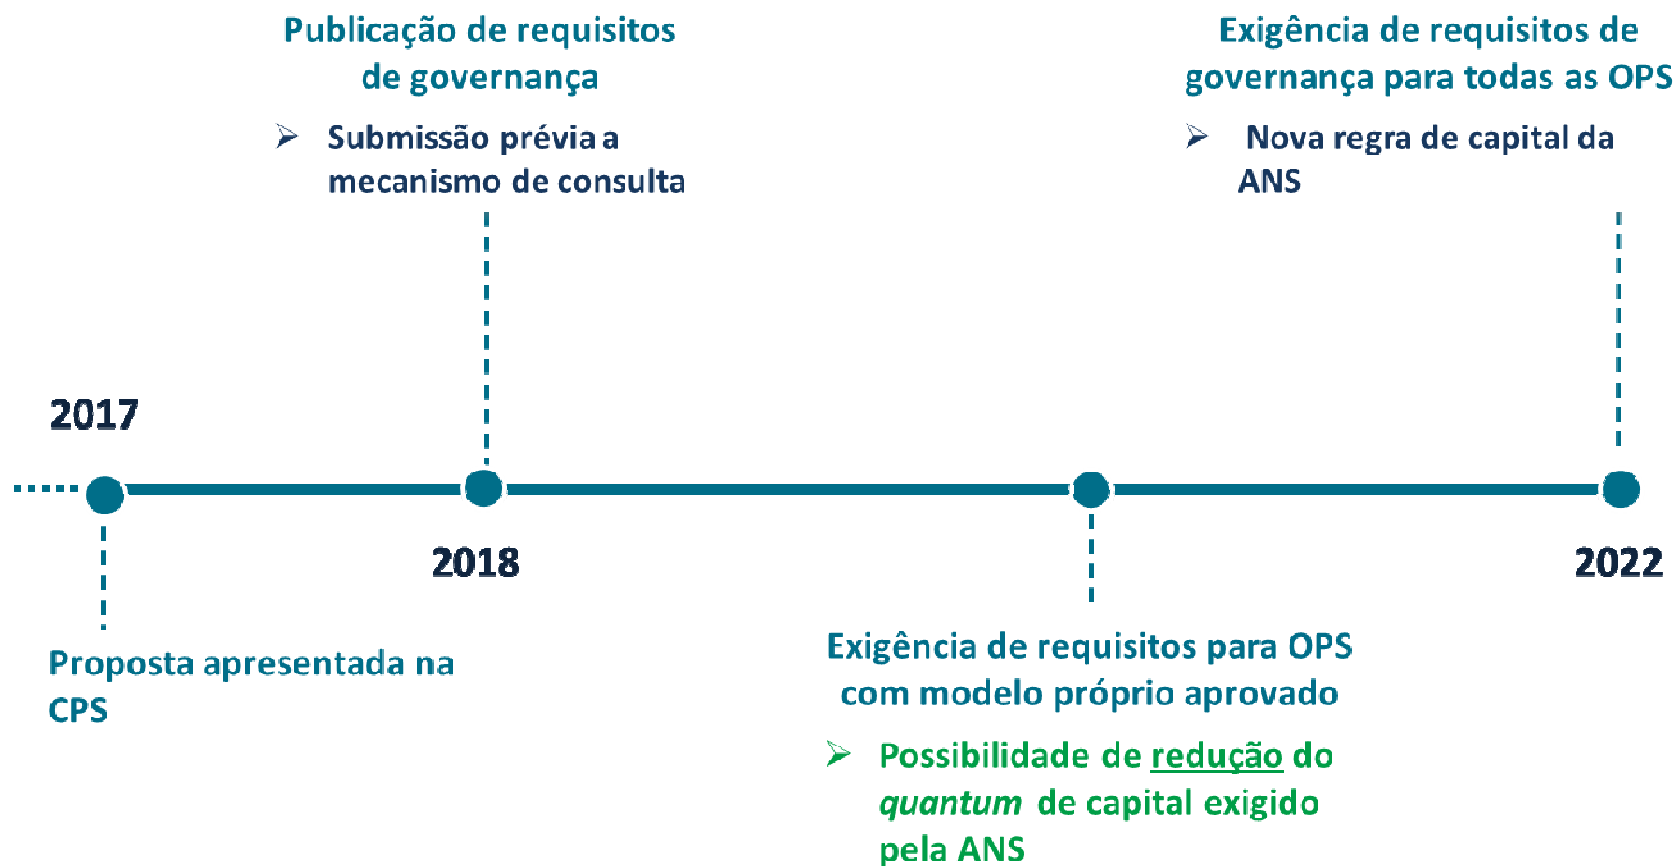 Publicação de requisitos
de governança
➢ Submissão prévia a
mecanismo de consulta
Exigência de requisitos de
governança para todas as OPS
➢ Nova regra de capital da
ANS
2017
2018
2022
Proposta apresentada na
CPS
Exigência de requisitos para OPS
com modelo próprio aprovado
➢ Possibilidade de redução do
quantum de capital exigido
pela ANS